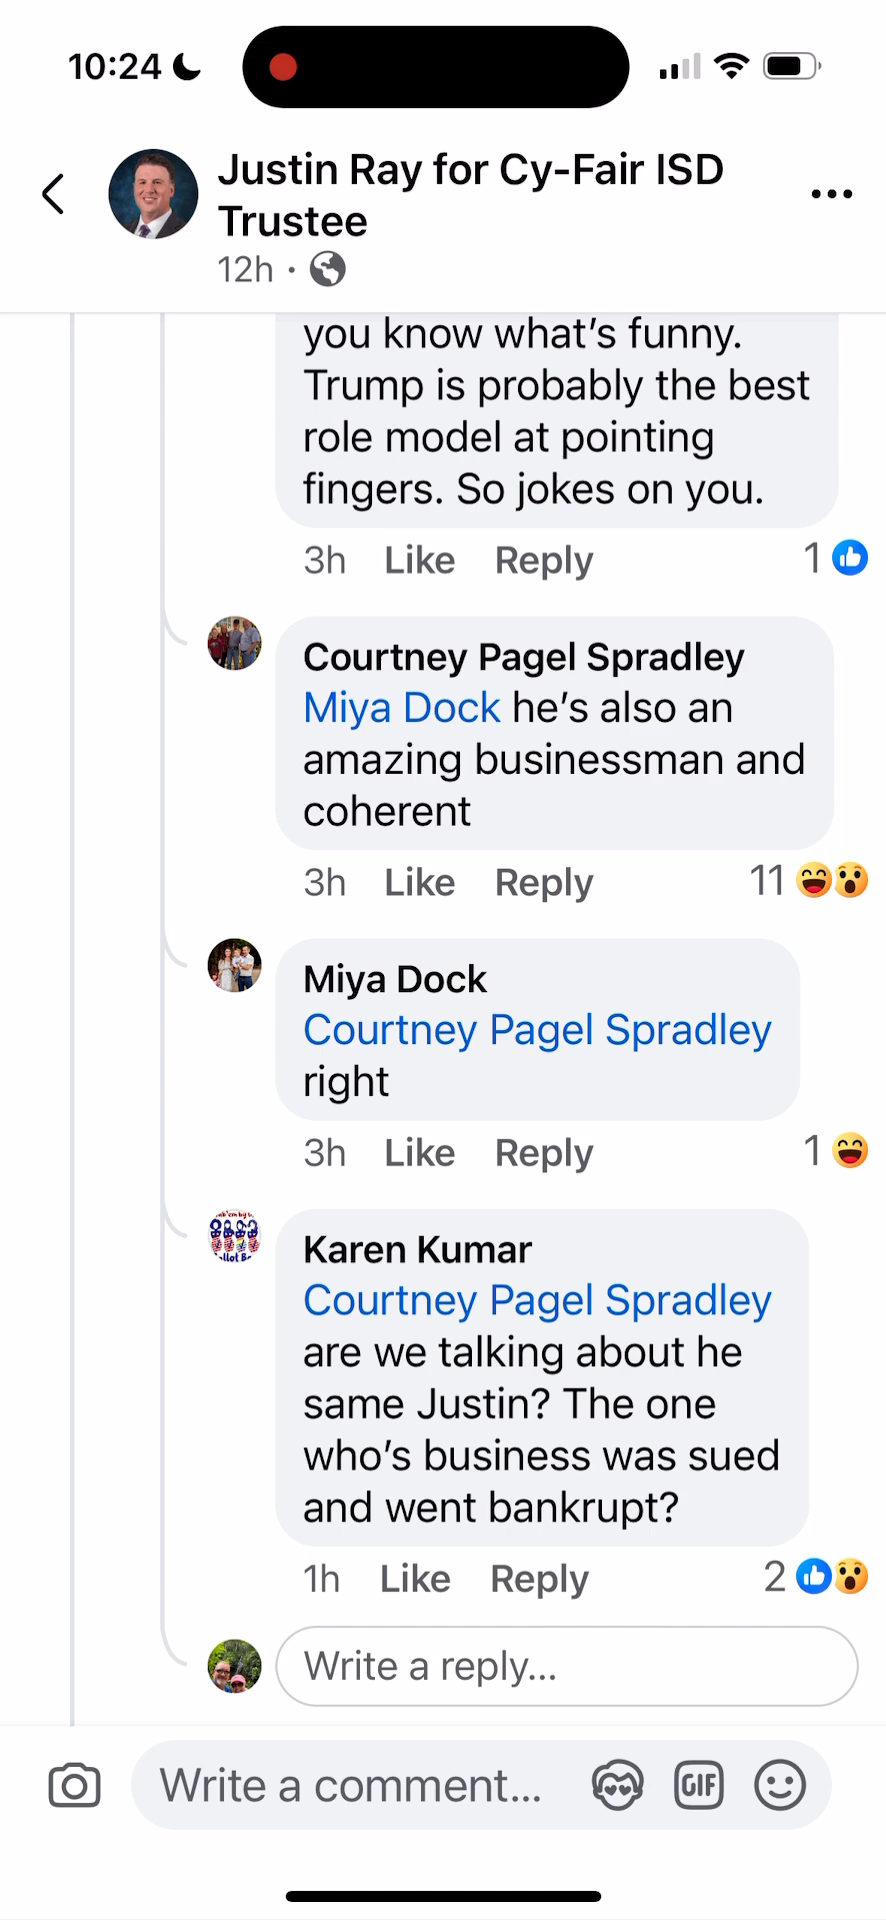 10:24
Justin Ray for Cy-Fair ISD
Trustee
12h ·
you know what's funny.
Trump is probably the best
role model at pointing
fingers. So jokes on you.
3h Like Reply 1
Courtney Pagel Spradley
Miya Dock he's also an
amazing businessman and
coherent
3h Like Reply 11
Miya Dock
Courtney Pagel Spradley
right
3h Like Reply 1
Karen Kumar
Courtney Pagel Spradley
are we talking about he
same Justin? The one
who's business was sued
and went bankrupt?
1h Like Reply 2
Write a reply...
Write a comment... GIF